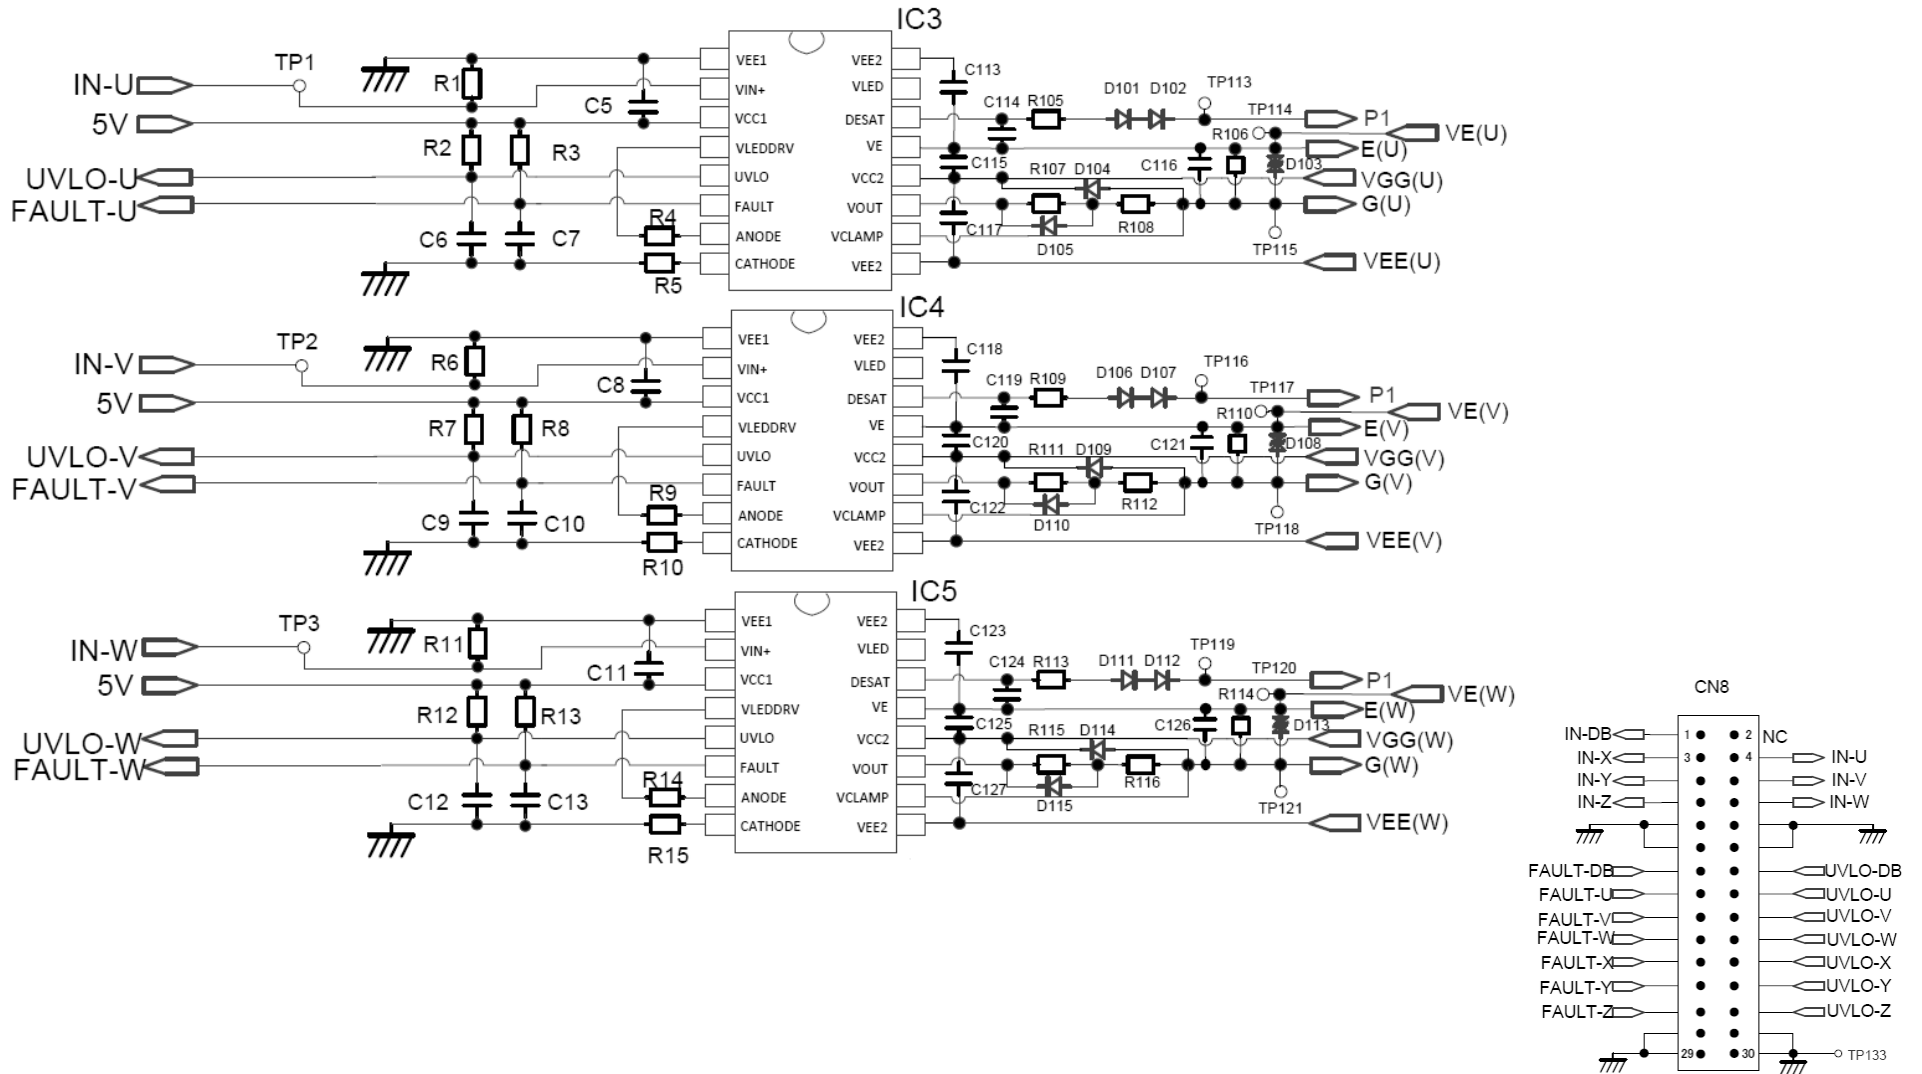 IC3
IN-U
TP1
R1
C5
5V
R2
R3
UVLO-U
FAULT-U
C6
C7
R4
R5
VEE1
VIN+
VCC1
VLEDDRV
UVLO
FAULT
ANODE
CATHODE
VEE2
VLED
DESAT
VE
VCC2
VOUT
VCLAMP
VEE2
C113
C114
R105
D101
D102
TP113
TP114
P1
VE(U)
R106
E(U)
C115
R107
D104
C116
D103
VGG(U)
G(U)
C117
D105
R108
TP115
VEE(U)
IC4
IN-V
TP2
R6
C8
5V
R7
R8
UVLO-V
FAULT-V
C9
C10
R9
R10
VEE1
VIN+
VCC1
VLEDDRV
UVLO
FAULT
ANODE
CATHODE
VEE2
VLED
DESAT
VE
VCC2
VOUT
VCLAMP
VEE2
C118
C119
R109
D106
D107
TP116
TP117
P1
VE(V)
R110
E(V)
C120
R111
D109
C121
D108
VGG(V)
G(V)
C122
D110
R112
TP118
VEE(V)
IC5
IN-W
TP3
R11
C11
5V
R12
R13
UVLO-W
FAULT-W
C12
C13
R14
R15
VEE1
VIN+
VCC1
VLEDDRV
UVLO
FAULT
ANODE
CATHODE
VEE2
VLED
DESAT
VE
VCC2
VOUT
VCLAMP
VEE2
C123
C124
R113
D111
D112
TP119
TP120
P1
VE(W)
R114
E(W)
C125
R115
D114
C126
D113
VGG(W)
G(W)
C127
D115
R116
TP121
VEE(W)
CN8
IN-DB 1 2 NC
IN-X 3 4 IN-U
IN-Y IN-V
IN-Z IN-W
FAULT-DB UVLO-DB
FAULT-U UVLO-U
FAULT-V UVLO-V
FAULT-W UVLO-W
FAULT-X UVLO-X
FAULT-Y UVLO-Y
FAULT-Z UVLO-Z
29 30 TP133